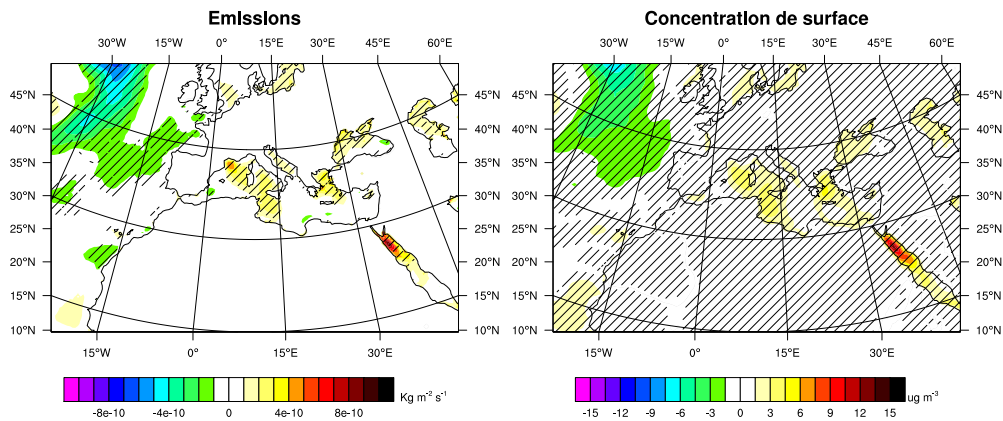 Emissions
30°W 15°W 0° 15°E 30°E 45°E 60°E
45°N 45°N
40°N 40°N
35°N 35°N
30°N 30°N
25°N 25°N
20°N 20°N
15°N 15°N
10°N 10°N
15°W 0° 15°E 30°E
-8e-10 -4e-10 0 4e-10 8e-10 Kg m⁻² s⁻¹
Concentration de surface
30°W 15°W 0° 15°E 30°E 45°E 60°E
45°N 45°N
40°N 40°N
35°N 35°N
30°N 30°N
25°N 25°N
20°N 20°N
15°N 15°N
10°N 10°N
15°W 0° 15°E 30°E
-15 -12 -9 -6 -3 0 3 6 9 12 15 ug m⁻³